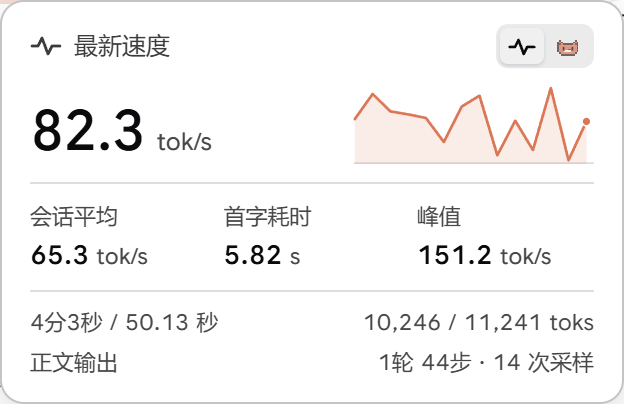 最新速度
82.3 tok/s
会话平均 首字耗时 峰值
65.3 tok/s 5.82 s 151.2 tok/s
4分3秒 / 50.13 秒 10,246 / 11,241 toks
正文输出 1轮 44步 · 14 次采样